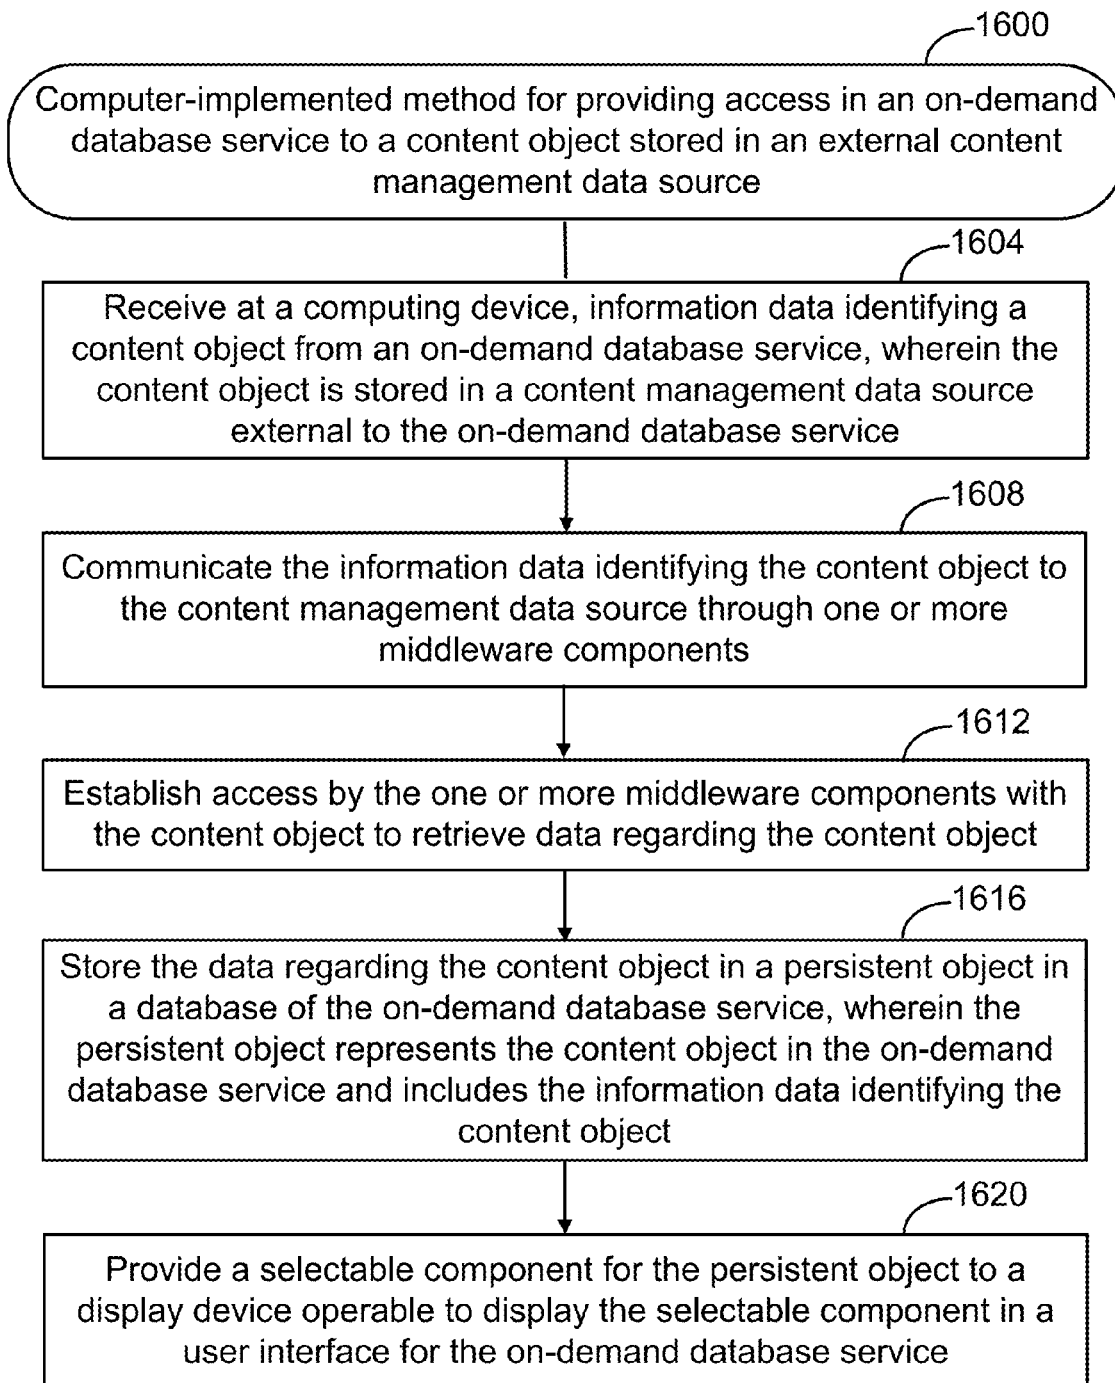 1600
Computer-implemented method for providing access in an on-demand
database service to a content object stored in an external content
management data source
1604
Receive at a computing device, information data identifying a
content object from an on-demand database service, wherein the
content object is stored in a content management data source
external to the on-demand database service
1608
Communicate the information data identifying the content object to
the content management data source through one or more
middleware components
1612
Establish access by the one or more middleware components with
the content object to retrieve data regarding the content object
1616
Store the data regarding the content object in a persistent object in
a database of the on-demand database service, wherein the
persistent object represents the content object in the on-demand
database service and includes the information data identifying the
content object
1620
Provide a selectable component for the persistent object to a
display device operable to display the selectable component in a
user interface for the on-demand database service